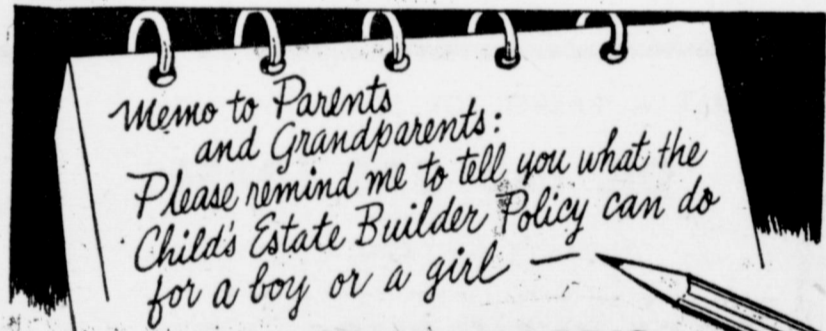 Memo to Parents
and Grandparents:
Please remind me to tell you what the
Child's Estate Builder Policy can do
for a boy or a girl —